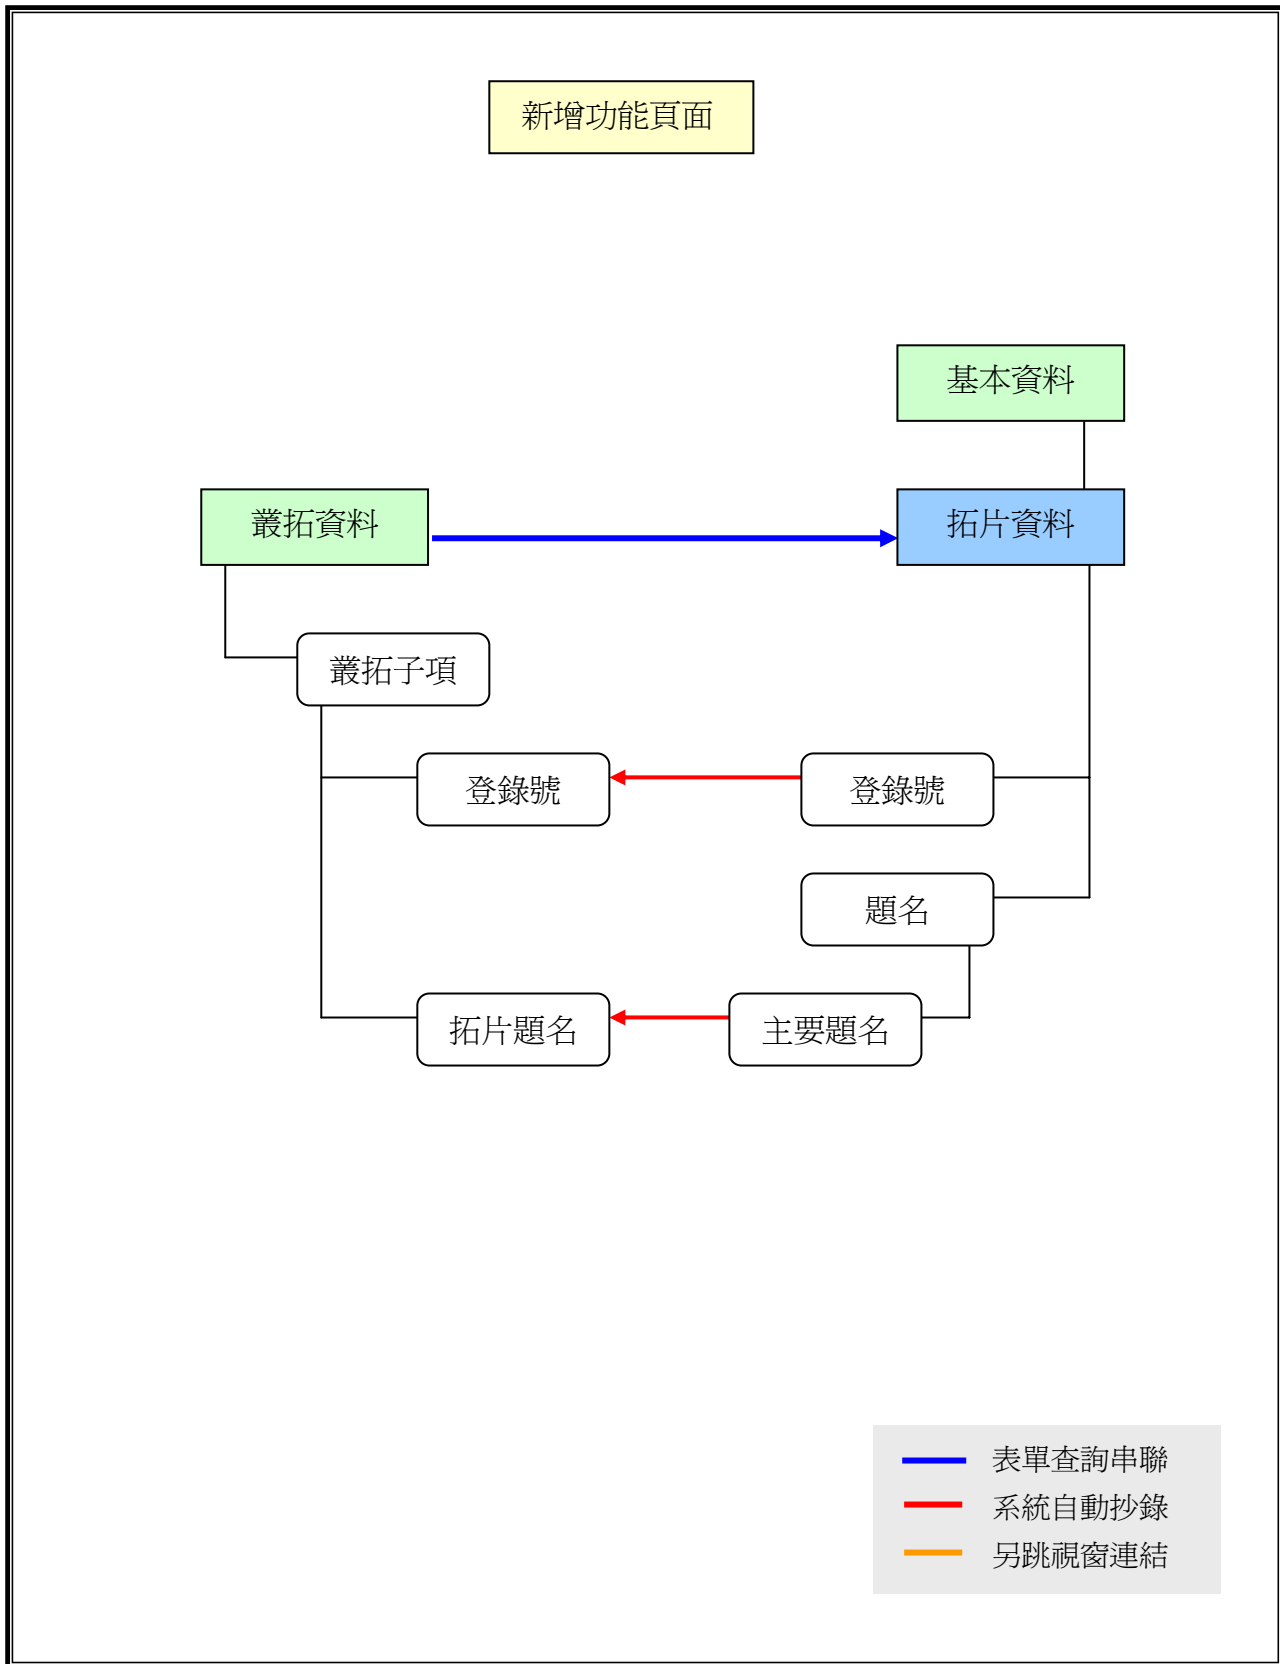 新增功能頁面
基本資料
叢拓資料
拓片資料
叢拓子項
登錄號
登錄號
題名
拓片題名
主要題名
表單查詢串聯
系統自動抄錄
另跳視窗連結